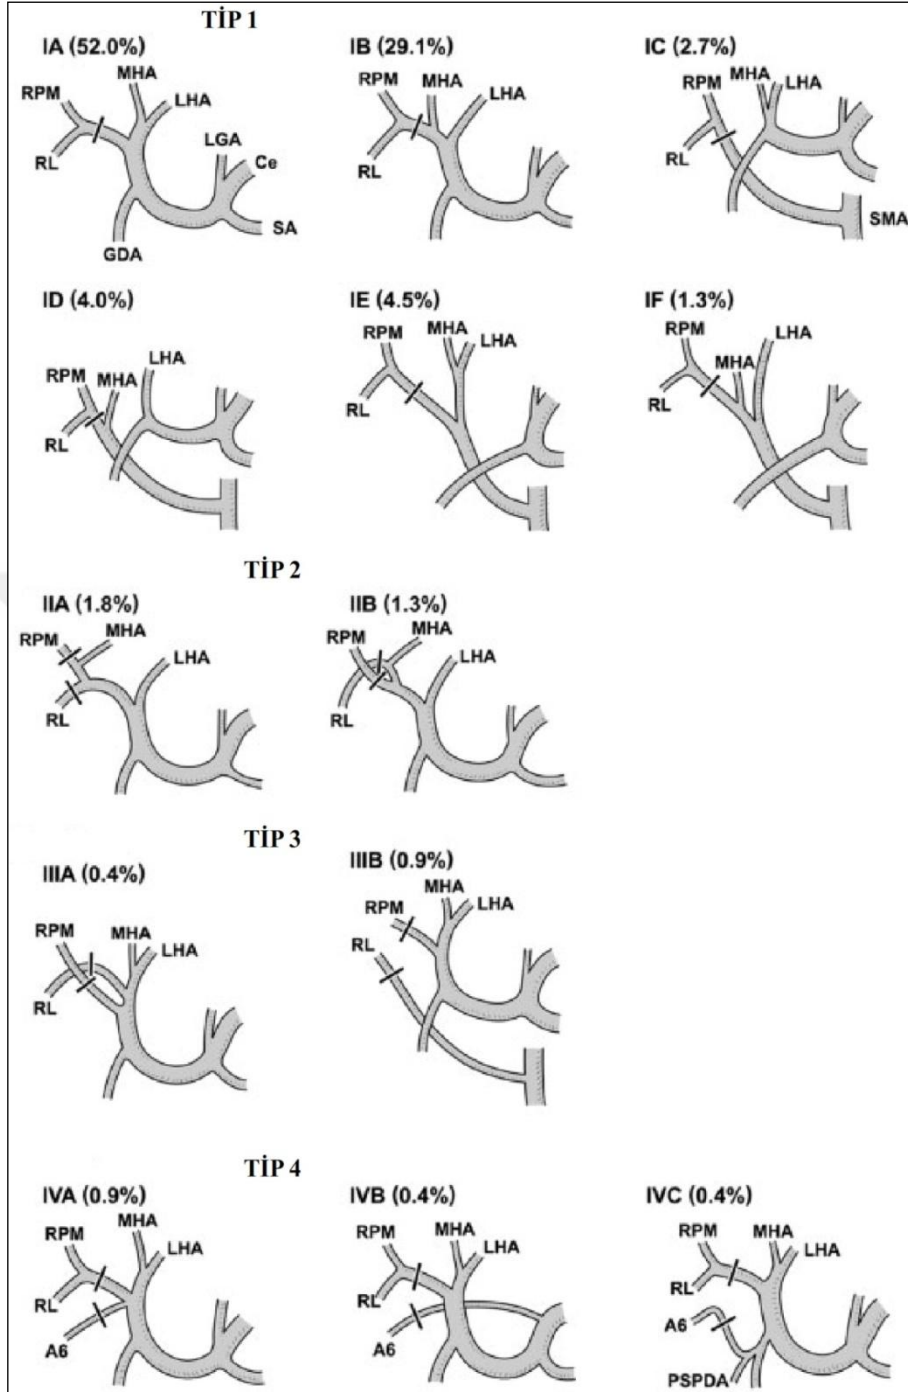 TİP 1
IA (52.0%) IB (29.1%) IC (2.7%)
RPM MHA LHA RL LGA Ce SA GDA
RPM MHA LHA RL
RPM MHA LHA RL SMA
ID (4.0%) IE (4.5%) IF (1.3%)
RPM MHA LHA RL
RPM MHA LHA RL
RPM MHA LHA RL
TİP 2
IIA (1.8%) IIB (1.3%)
RPM MHA LHA RL
RPM MHA LHA RL
TİP 3
IIIA (0.4%) IIIB (0.9%)
RPM MHA LHA RL
RPM MHA LHA RL
TİP 4
IVA (0.9%) IVB (0.4%) IVC (0.4%)
RPM MHA LHA RL A6
RPM MHA LHA RL A6
RPM MHA LHA RL A6 PSPDA